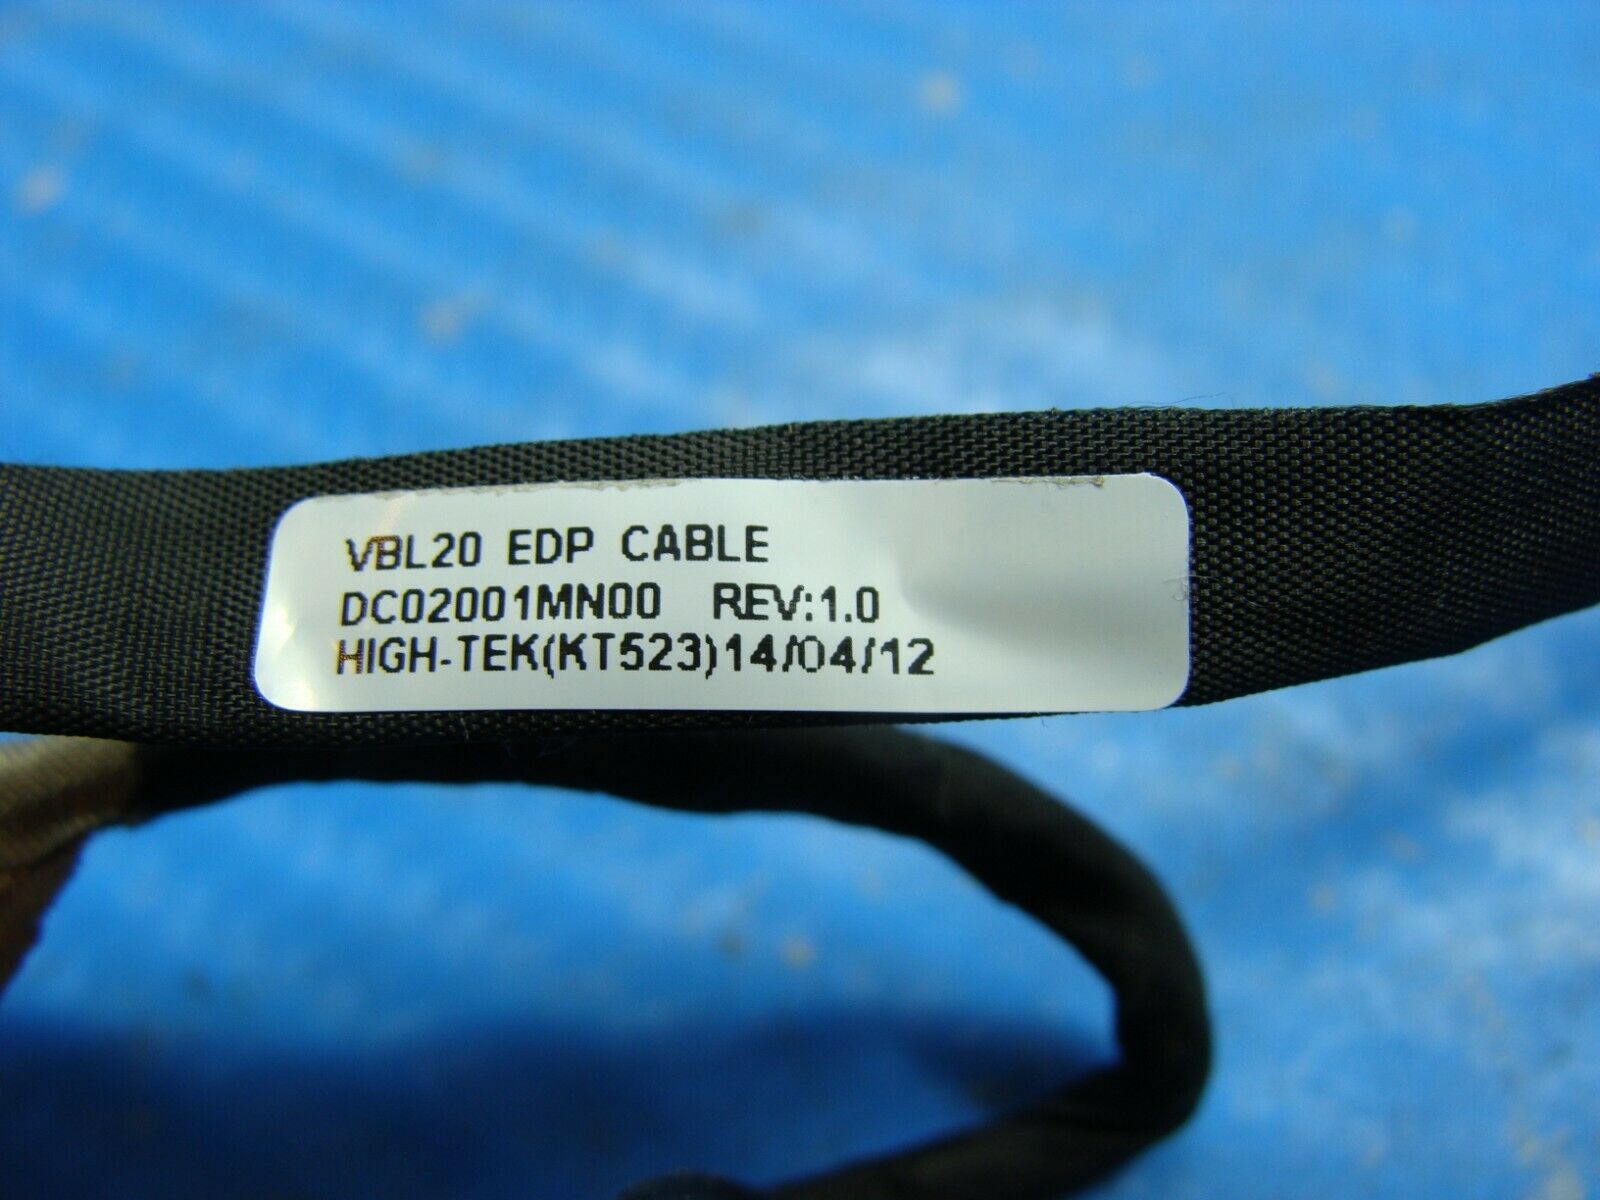 VBL20 EDP CABLE
DC02001MN00 REV:1.0
HIGH-TEK(KT523)14/04/12